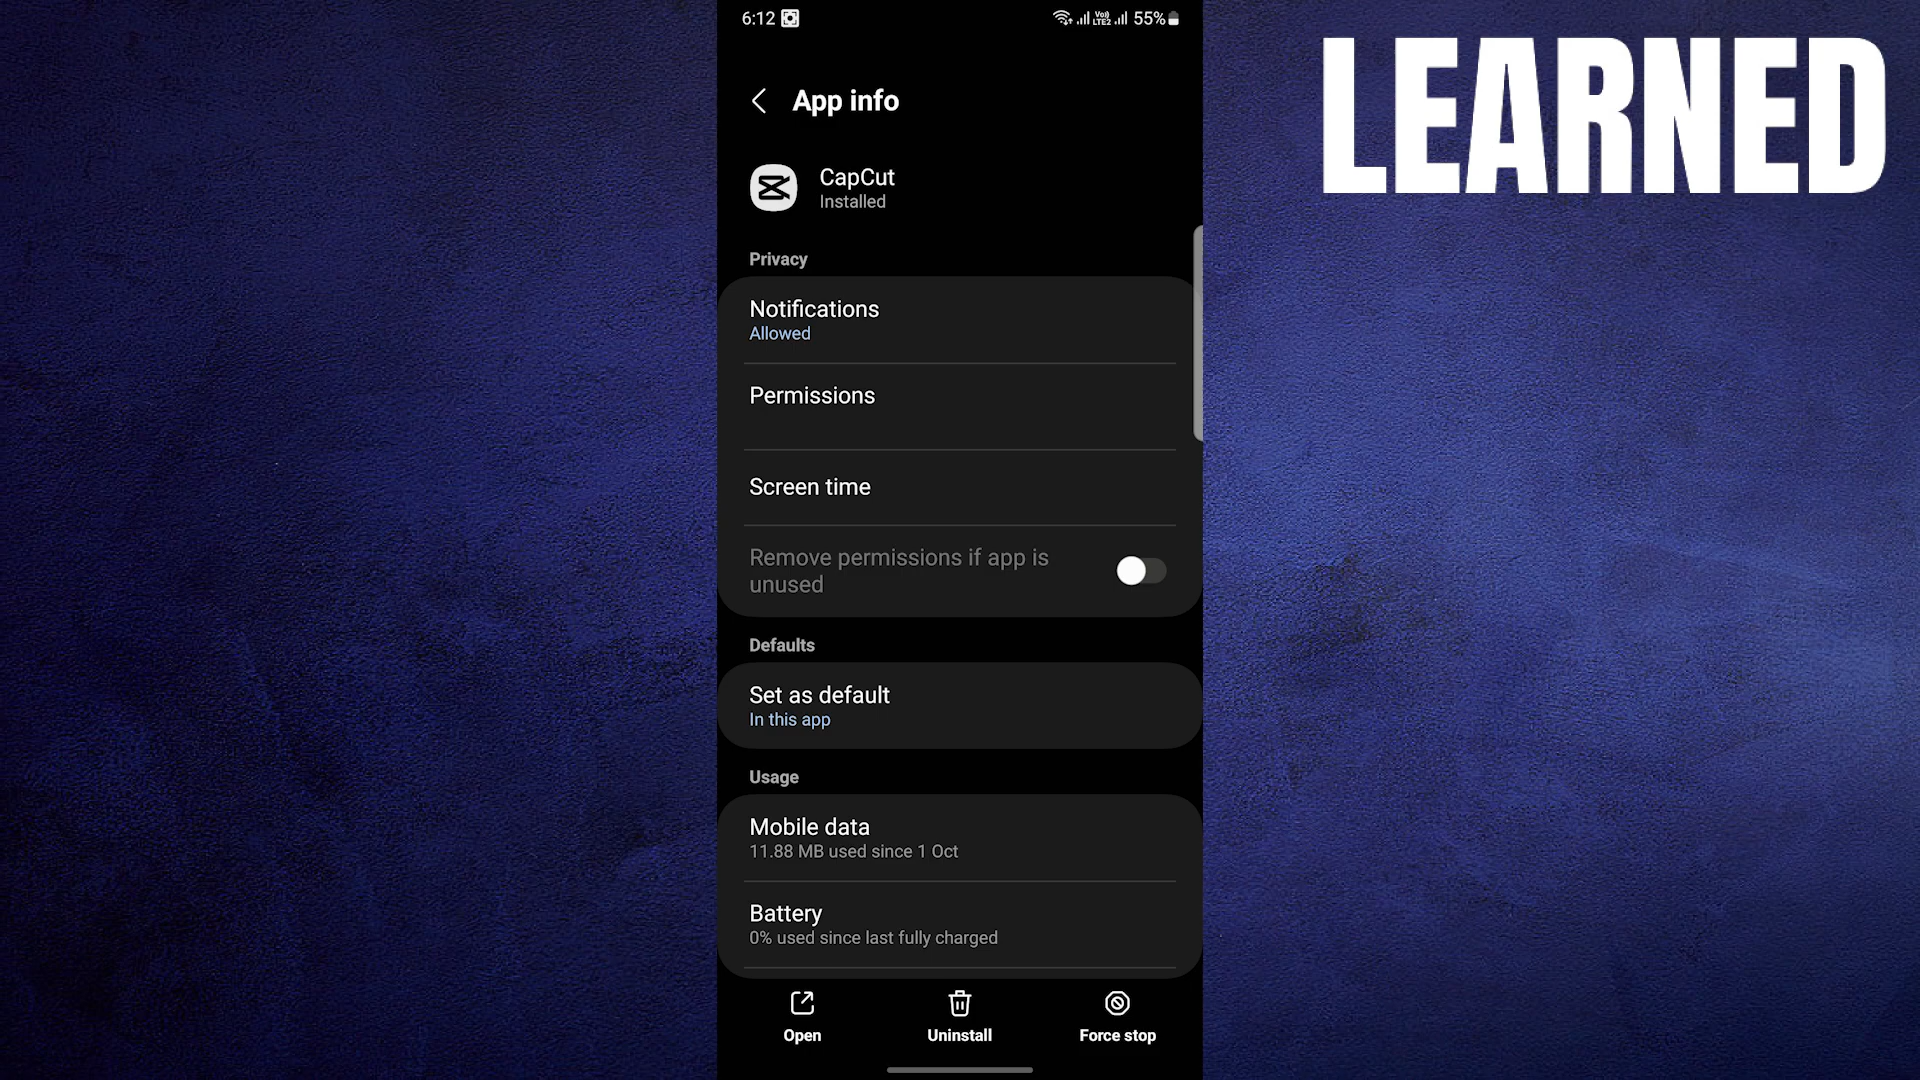 6:12
Vo)) LTE2 55%
LEARNED
App info
CapCut
Installed
Privacy
Notifications
Allowed
Permissions
Screen time
Remove permissions if app is
unused
Defaults
Set as default
In this app
Usage
Mobile data
11.88 MB used since 1 Oct
Battery
0% used since last fully charged
Open
Uninstall
Force stop